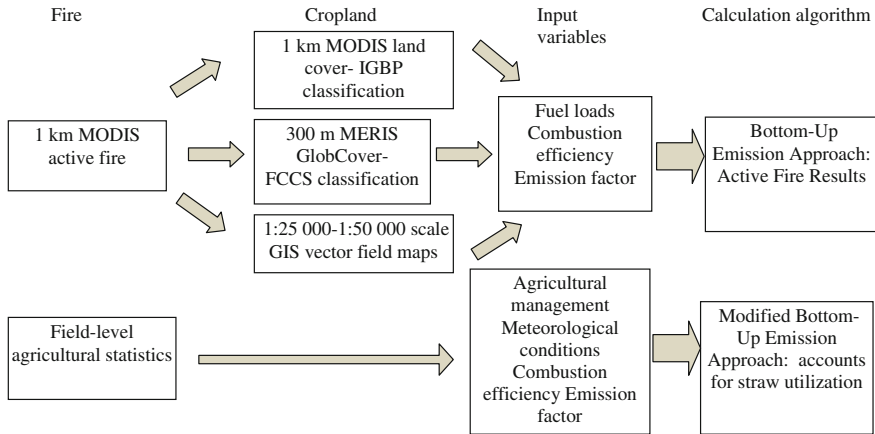 Fire
Cropland
Input
variables
Calculation algorithm
1 km MODIS
active fire
1 km MODIS land
cover- IGBP
classification
300 m MERIS
GlobCover-
FCCS classification
1:25 000-1:50 000 scale
GIS vector field maps
Fuel loads
Combustion
efficiency
Emission factor
Bottom-Up
Emission Approach:
Active Fire Results
Field-level
agricultural statistics
Agricultural
management
Meteorological
conditions
Combustion
efficiency Emission
factor
Modified Bottom-
Up Emission
Approach: accounts
for straw utilization